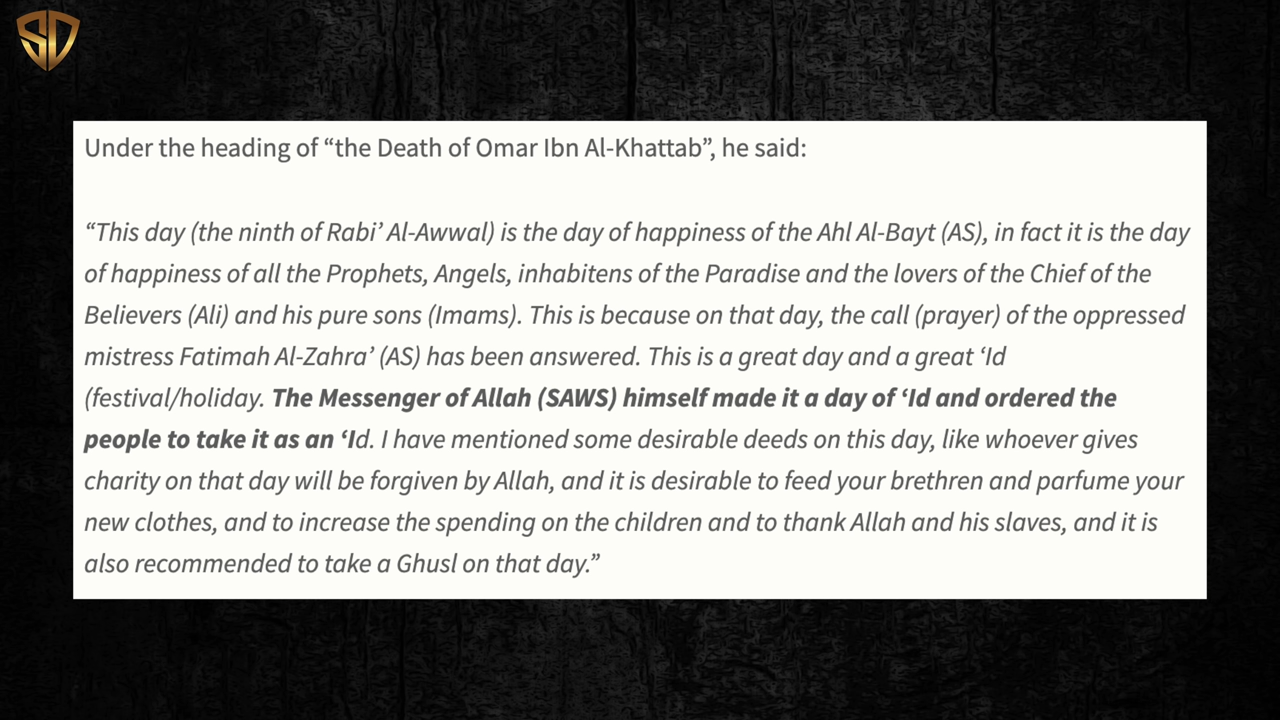 SD
Under the heading of “the Death of Omar Ibn Al-Khattab”, he said:
“This day (the ninth of Rabi’ Al-Awwal) is the day of happiness of the Ahl Al-Bayt (AS), in fact it is the day
of happiness of all the Prophets, Angels, inhabitens of the Paradise and the lovers of the Chief of the
Believers (Ali) and his pure sons (Imams). This is because on that day, the call (prayer) of the oppressed
mistress Fatimah Al-Zahra’ (AS) has been answered. This is a great day and a great ‘Id
(festival/holiday. The Messenger of Allah (SAWS) himself made it a day of ‘Id and ordered the
people to take it as an ‘Id. I have mentioned some desirable deeds on this day, like whoever gives
charity on that day will be forgiven by Allah, and it is desirable to feed your brethren and parfume your
new clothes, and to increase the spending on the children and to thank Allah and his slaves, and it is
also recommended to take a Ghusl on that day.”